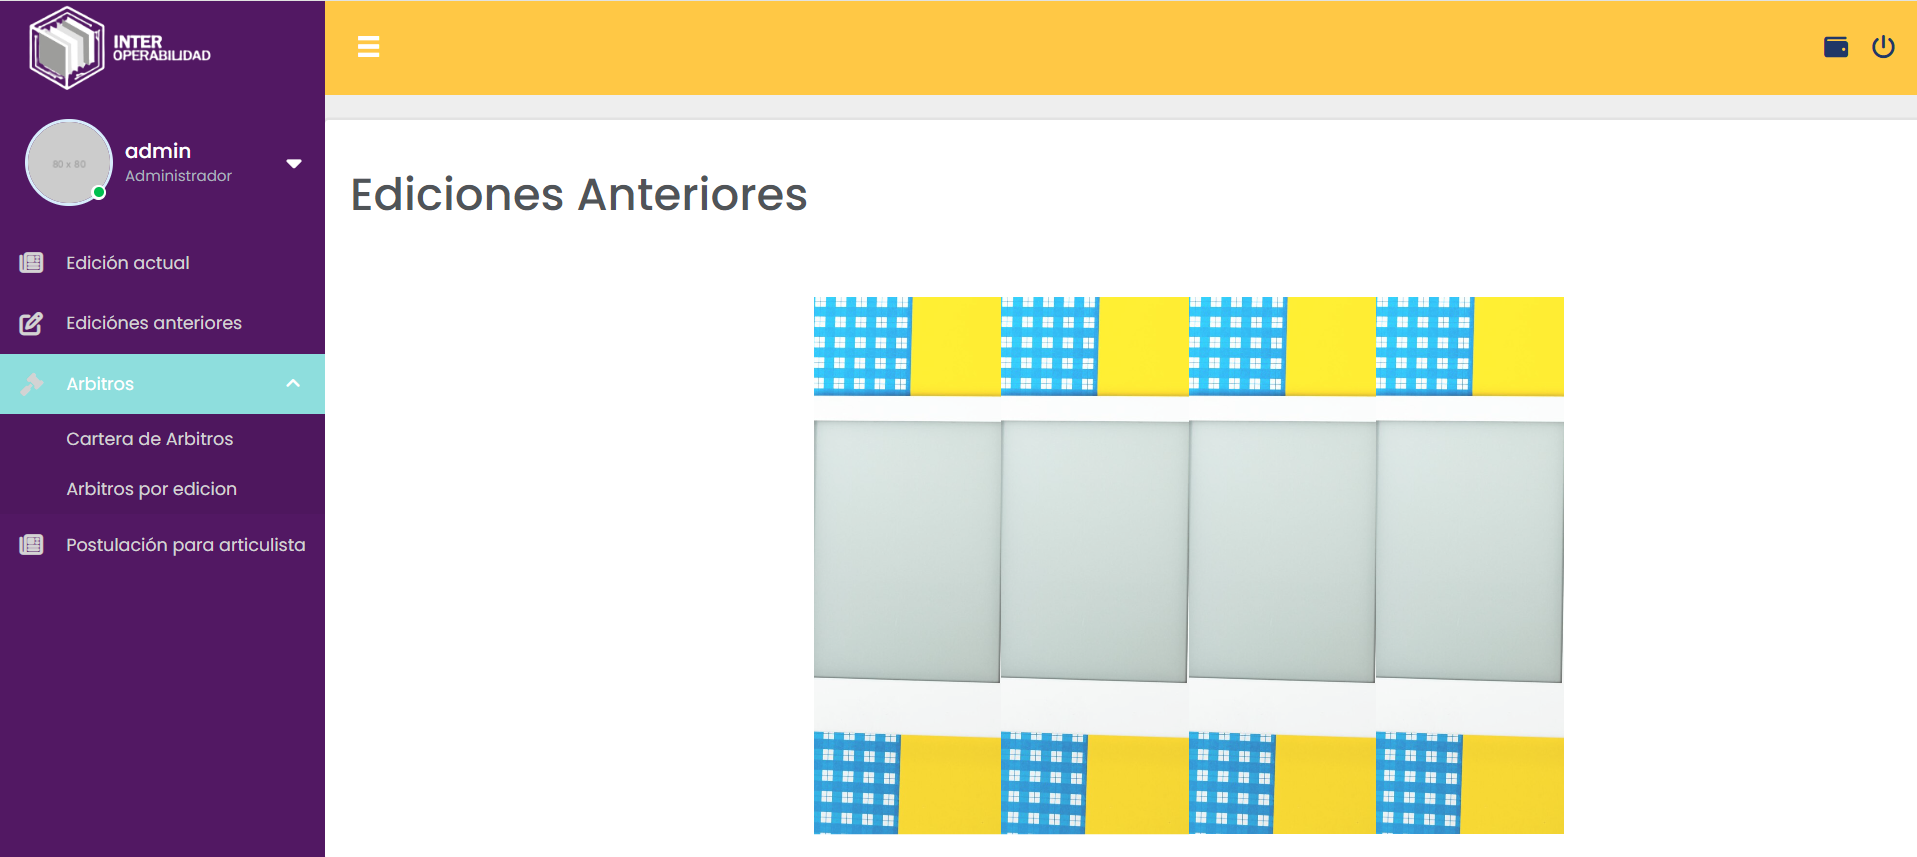 INTER
OPERABILIDAD
80 x 80
admin
Administrador
Edición actual
Ediciónes anteriores
Arbitros
Cartera de Arbitros
Arbitros por edicion
Postulación para articulista
Ediciones Anteriores